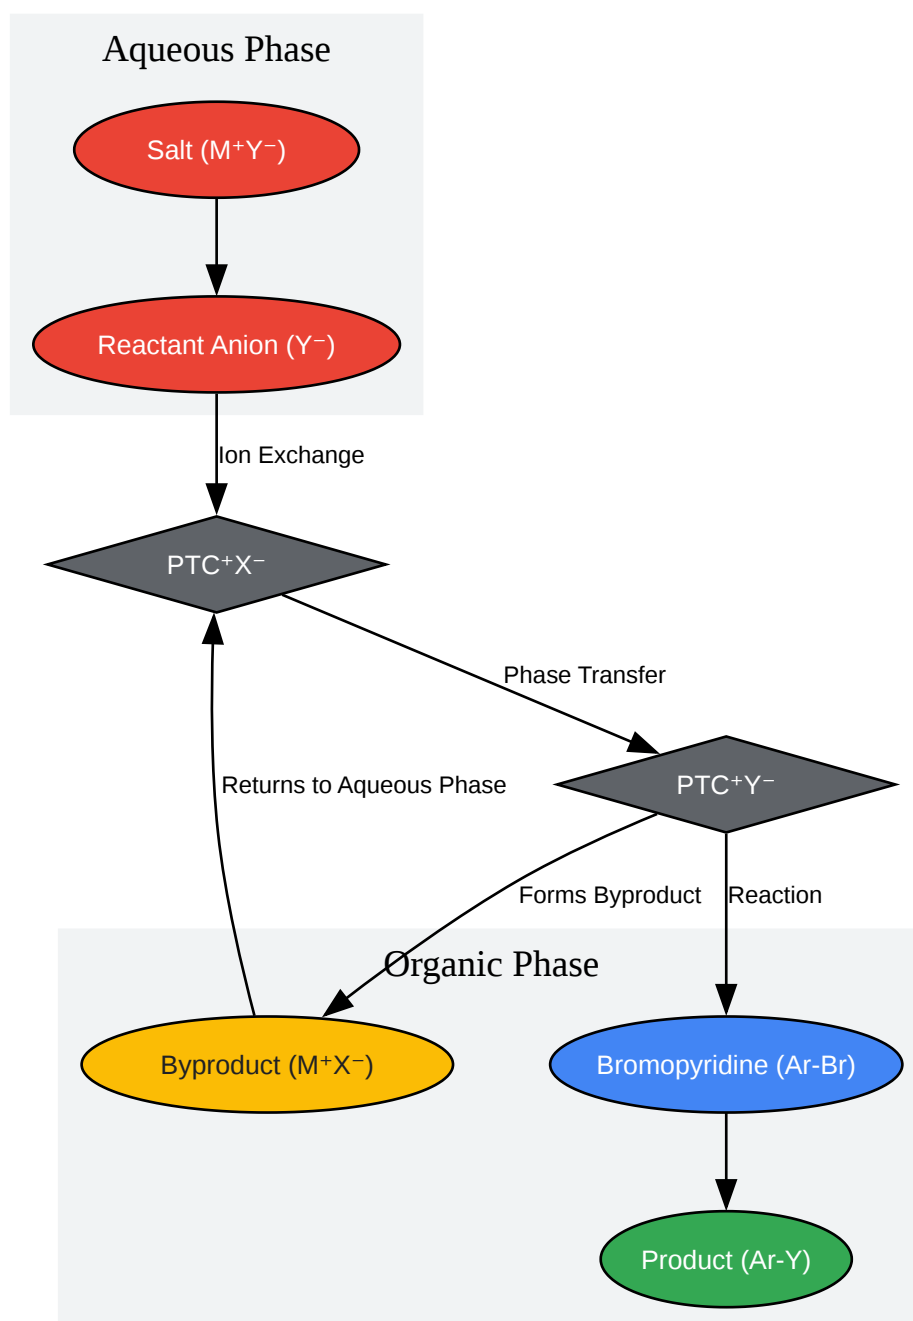 Aqueous Phase
Salt (M⁺Y⁻)
Reactant Anion (Y⁻)
Ion Exchange
PTC⁺X⁻
Phase Transfer
PTC⁺Y⁻
Returns to Aqueous Phase
Forms Byproduct
Reaction
Organic Phase
Byproduct (M⁺X⁻)
Bromopyridine (Ar-Br)
Product (Ar-Y)